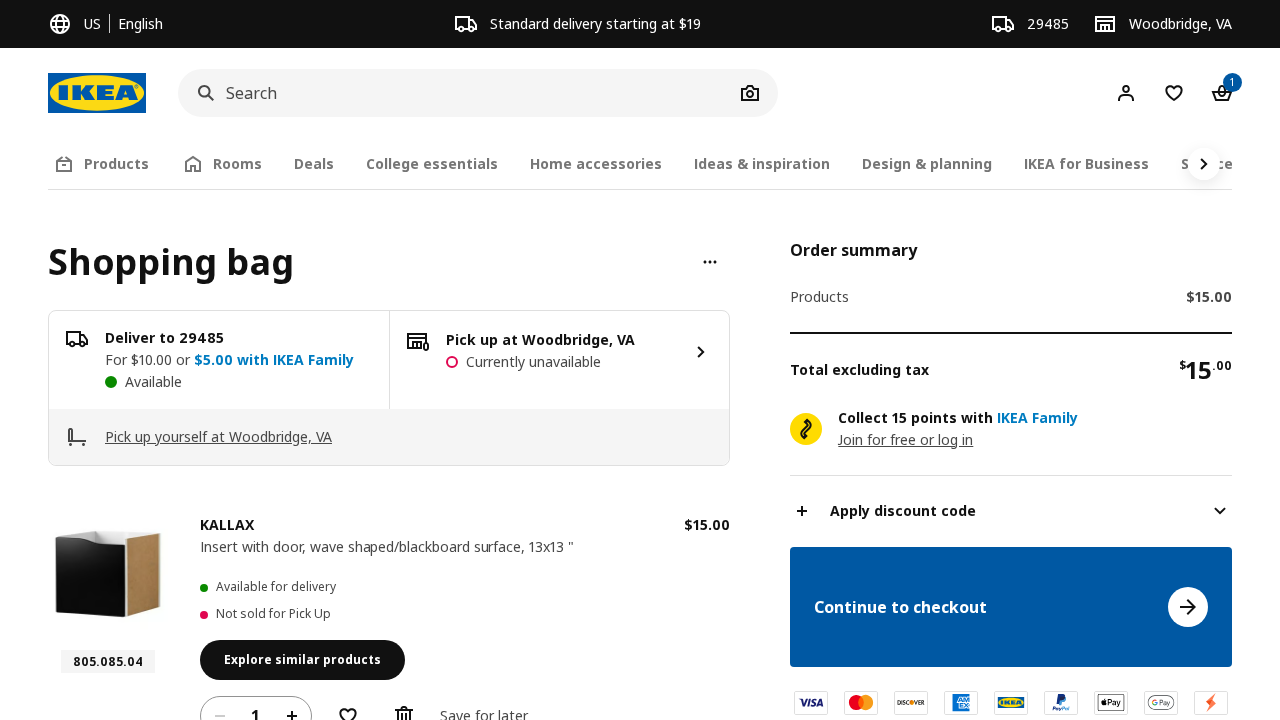 US
English
Standard delivery starting at $19
29485
Woodbridge, VA
IKEA
Search
1
Products
Rooms
Deals
College essentials
Home accessories
Ideas & inspiration
Design & planning
IKEA for Business
Shopping bag
Deliver to 29485
For $10.00 or $5.00 with IKEA Family
Available
Pick up at Woodbridge, VA
Currently unavailable
Pick up yourself at Woodbridge, VA
KALLAX
$15.00
Insert with door, wave shaped/blackboard surface, 13x13 "
Available for delivery
Not sold for Pick Up
805.085.04
Explore similar products
1
Save for later
Order summary
Products
$15.00
Total excluding tax
$15.00
Collect 15 points with IKEA Family
Join for free or log in
Apply discount code
Continue to checkout
VISA
DISCOVER
AM EX
IKEA
PayPal
Pay
G Pay